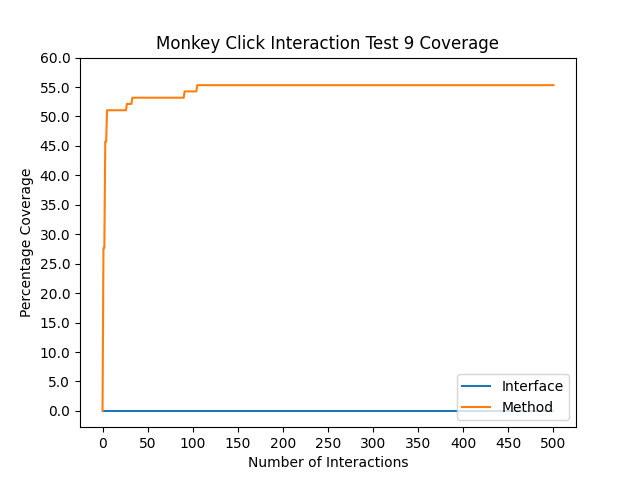 Monkey Click Interaction Test 9 Coverage
Percentage Coverage
60.0
55.0
50.0
45.0
40.0
35.0
30.0
25.0
20.0
15.0
10.0
5.0
0.0
Interface
Method
0 50 100 150 200 250 300 350 400 450 500
Number of Interactions